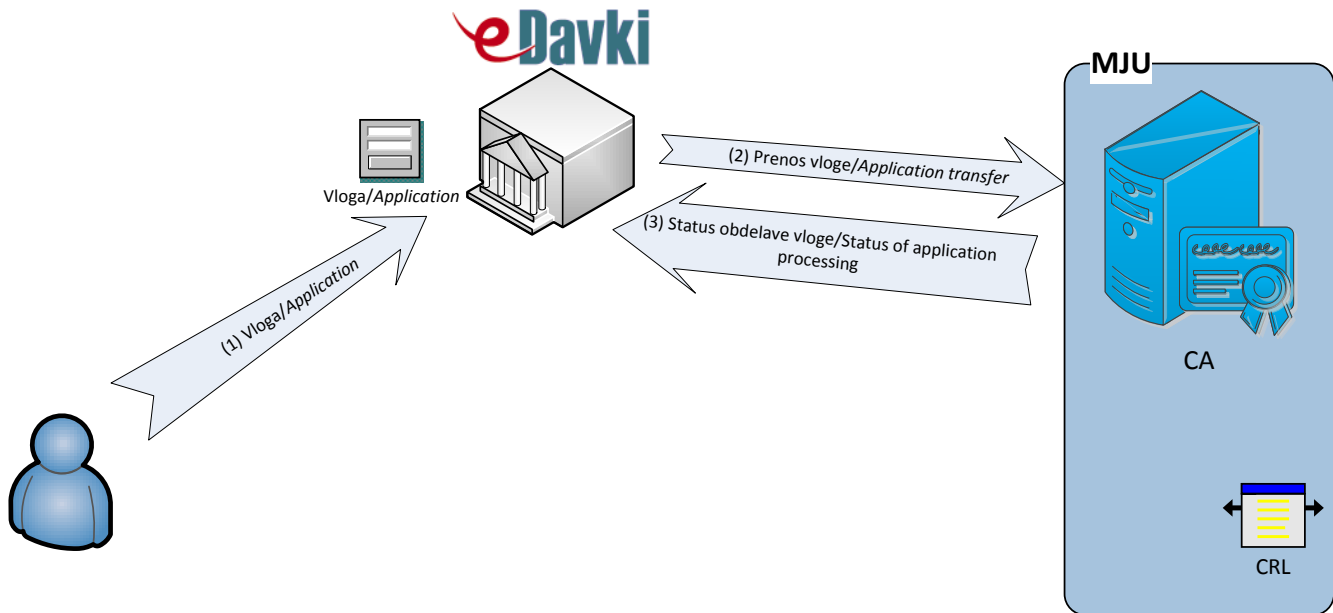 eDavki
MJU
Vloga/Application
(1) Vloga/Application
(2) Prenos vloge/Application transfer
(3) Status obdelave vloge/Status of application
processing
CA
CRL